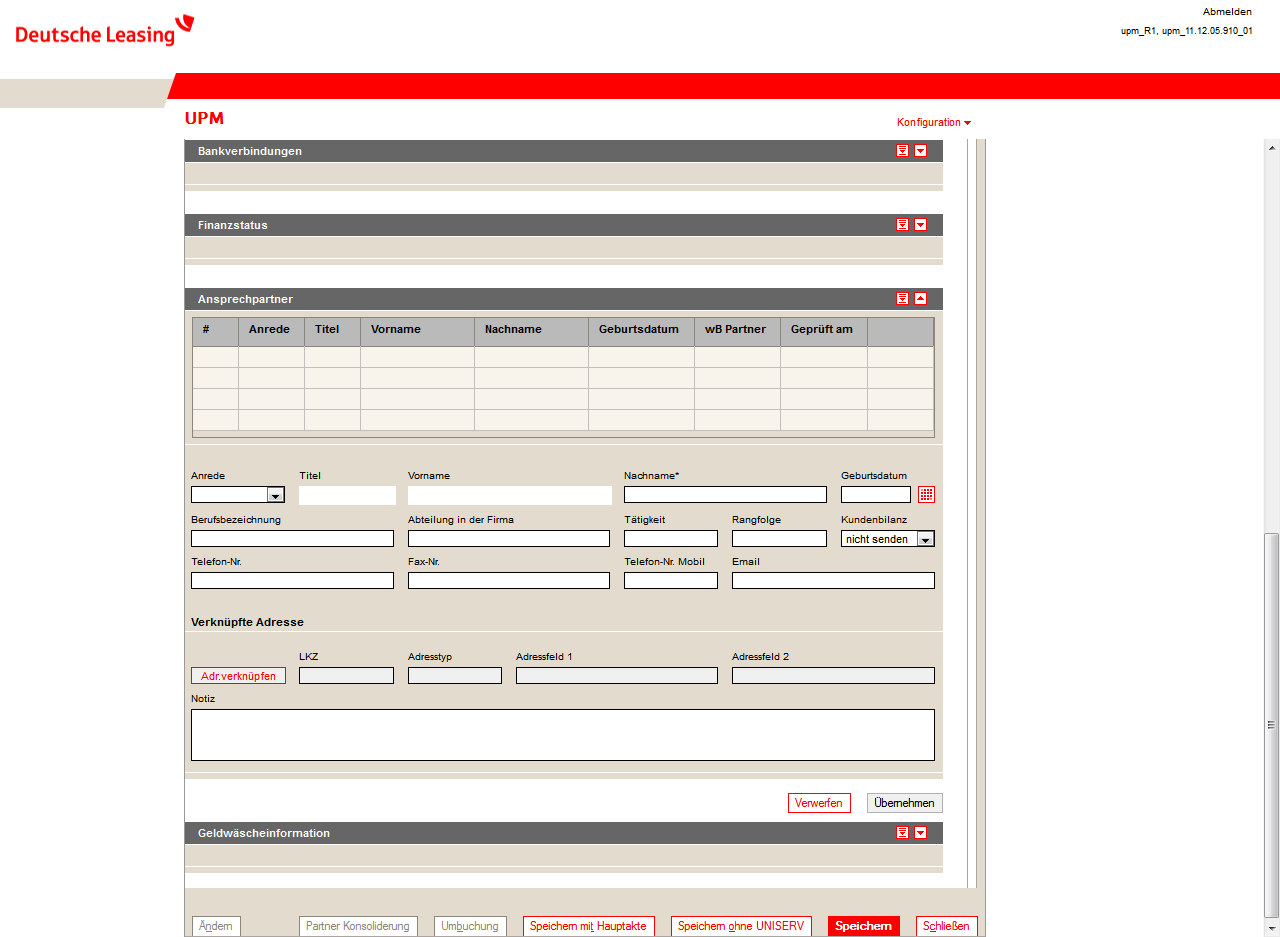 Abmelden
Deutsche Leasing
upm_R1, upm_11.12.05.910_01
UPM
Konfiguration
Bankverbindungen
Finanzstatus
Ansprechpartner
# Anrede Titel Vorname Nachname Geburtsdatum wB Partner Geprüft am
Anrede Titel Vorname Nachname* Geburtsdatum
Berufsbezeichnung Abteilung in der Firma Tätigkeit Rangfolge Kundenbilanz
nicht senden
Telefon-Nr. Fax-Nr. Telefon-Nr. Mobil Email
Verknüpfte Adresse
LKZ Adresstyp Adressfeld 1 Adressfeld 2
Adr.verknüpfen
Notiz
Verwerfen Übernehmen
Geldwäscheinformation
Ändern Partner Konsolidierung Umbuchung Speichern mit Hauptakte Speichern ohne UNISERV Speichern Schließen